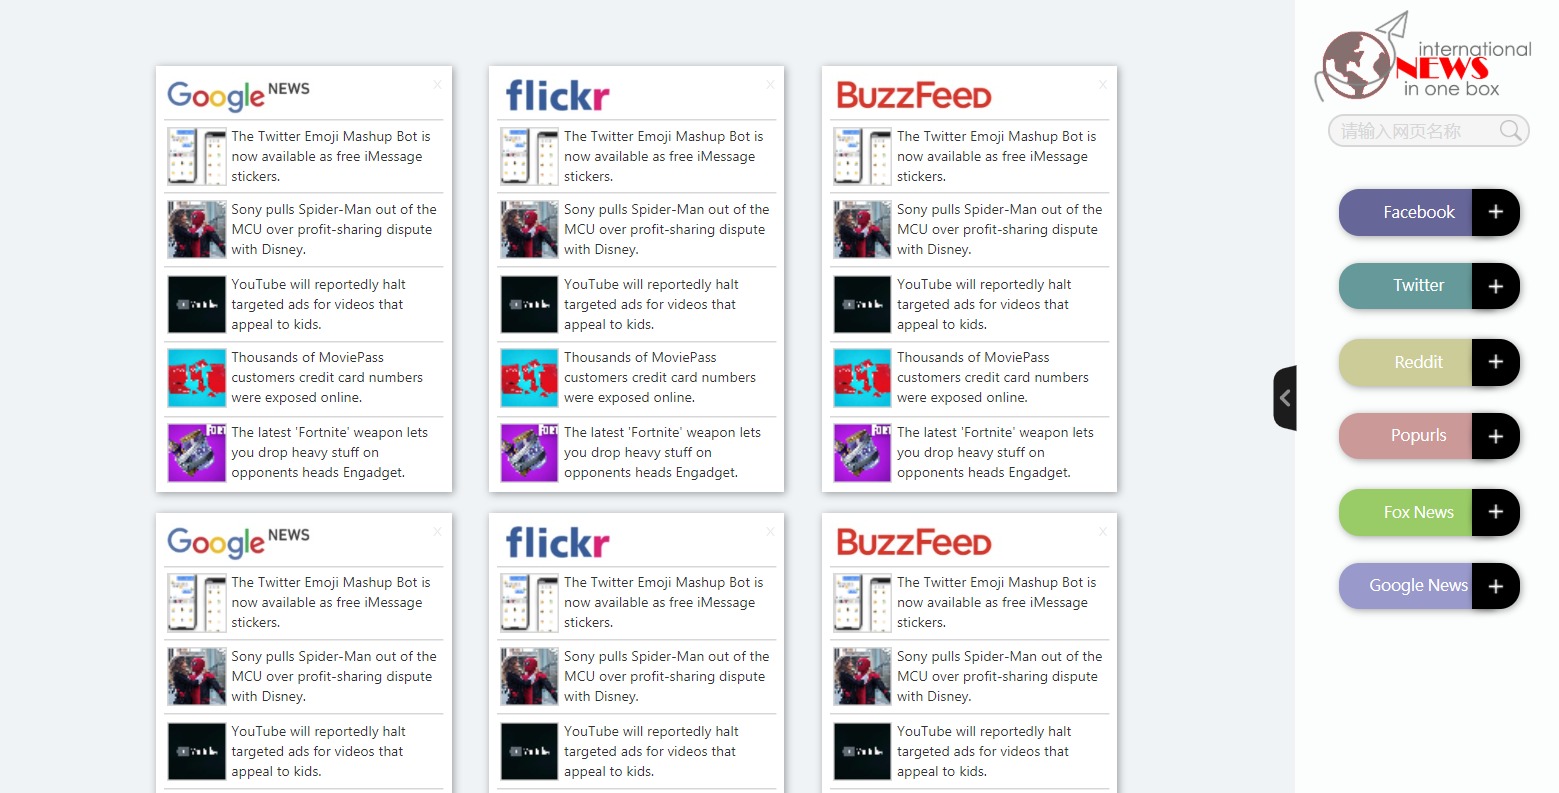 Google NEWS
x
The Twitter Emoji Mashup Bot is
now available as free iMessage
stickers.
Sony pulls Spider-Man out of the
MCU over profit-sharing dispute
with Disney.
YouTube will reportedly halt
targeted ads for videos that
appeal to kids.
Thousands of MoviePass
customers credit card numbers
were exposed online.
The latest 'Fortnite' weapon lets
you drop heavy stuff on
opponents heads Engadget.
flickr
x
The Twitter Emoji Mashup Bot is
now available as free iMessage
stickers.
Sony pulls Spider-Man out of the
MCU over profit-sharing dispute
with Disney.
YouTube will reportedly halt
targeted ads for videos that
appeal to kids.
Thousands of MoviePass
customers credit card numbers
were exposed online.
The latest 'Fortnite' weapon lets
you drop heavy stuff on
opponents heads Engadget.
BuzzFeed
x
The Twitter Emoji Mashup Bot is
now available as free iMessage
stickers.
Sony pulls Spider-Man out of the
MCU over profit-sharing dispute
with Disney.
YouTube will reportedly halt
targeted ads for videos that
appeal to kids.
Thousands of MoviePass
customers credit card numbers
were exposed online.
The latest 'Fortnite' weapon lets
you drop heavy stuff on
opponents heads Engadget.
Google NEWS
x
The Twitter Emoji Mashup Bot is
now available as free iMessage
stickers.
Sony pulls Spider-Man out of the
MCU over profit-sharing dispute
with Disney.
YouTube will reportedly halt
targeted ads for videos that
appeal to kids.
flickr
x
The Twitter Emoji Mashup Bot is
now available as free iMessage
stickers.
Sony pulls Spider-Man out of the
MCU over profit-sharing dispute
with Disney.
YouTube will reportedly halt
targeted ads for videos that
appeal to kids.
BuzzFeed
x
The Twitter Emoji Mashup Bot is
now available as free iMessage
stickers.
Sony pulls Spider-Man out of the
MCU over profit-sharing dispute
with Disney.
YouTube will reportedly halt
targeted ads for videos that
appeal to kids.
international
NEWS
in one box
请输入网页名称
Facebook +
Twitter +
Reddit +
Popurls +
Fox News +
Google News +